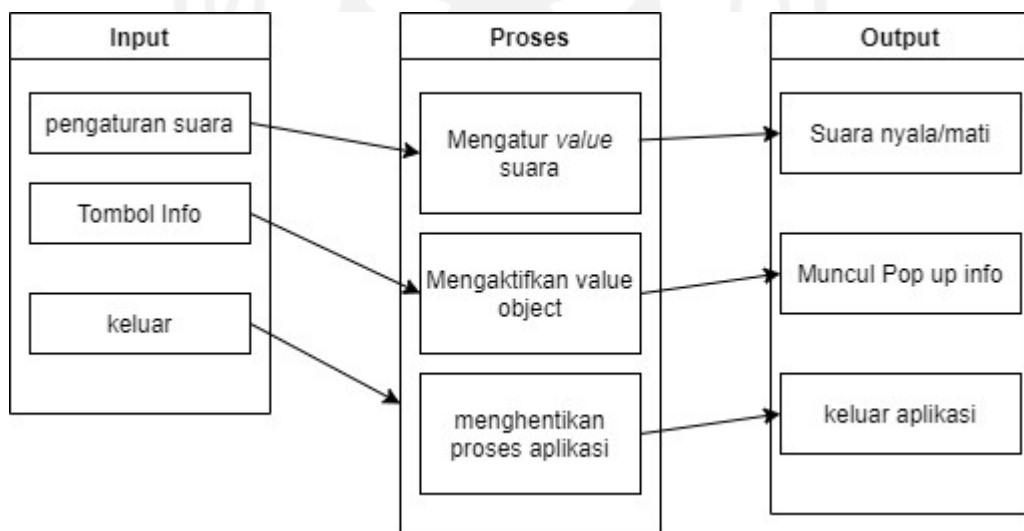 Input
pengaturan suara
Tombol Info
keluar
Proses
Mengatur value
suara
Mengaktifkan value
object
menghentikan
proses aplikasi
Output
Suara nyala/mati
Muncul Pop up info
keluar aplikasi